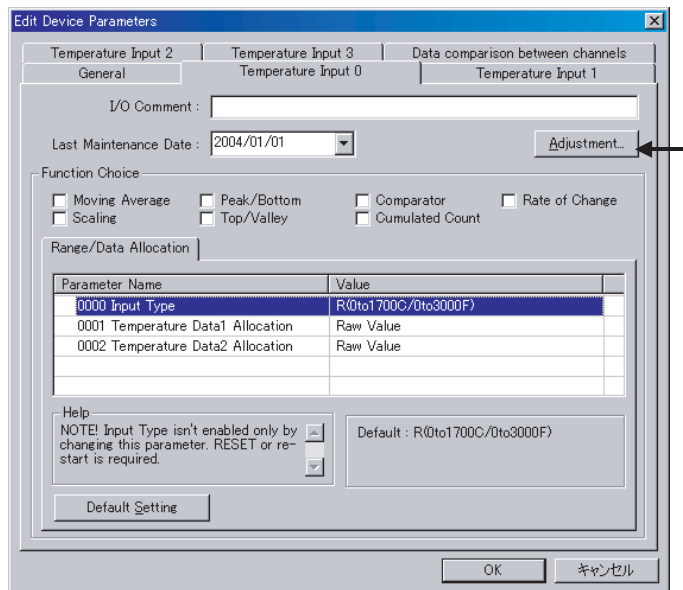 Edit Device Parameters
Temperature Input 2 Temperature Input 3 Data comparison between channels
General Temperature Input 0 Temperature Input 1
I/O Comment :
Last Maintenance Date : 2004/01/01 Adjustment...
Function Choice
Moving Average Peak/Bottom Comparator Rate of Change
Scaling Top/Valley Cumulated Count
Range/Data Allocation
Parameter Name Value
0000 Input Type R(0to1700C/0to3000F)
0001 Temperature Data1 Allocation Raw Value
0002 Temperature Data2 Allocation Raw Value
Help
NOTE! Input Type isn't enabled only by
changing this parameter. RESET or re-
start is required.
Default : R(0to1700C/0to3000F)
Default Setting
OK キャンセル